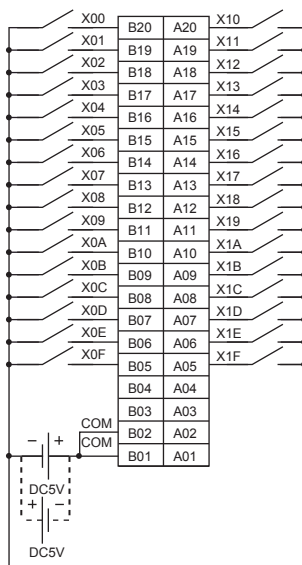 X00 B20 A20 X10
X01 B19 A19 X11
X02 B18 A18 X12
X03 B17 A17 X13
X04 B16 A16 X14
X05 B15 A15 X15
X06 B14 A14 X16
X07 B13 A13 X17
X08 B12 A12 X18
X09 B11 A11 X19
X0A B10 A10 X1A
X0B B09 A09 X1B
X0C B08 A08 X1C
X0D B07 A07 X1D
X0E B06 A06 X1E
X0F B05 A05 X1F
B04 A04
B03 A03
COM B02 A02
COM B01 A01
− +
DC5V
+ −
DC5V